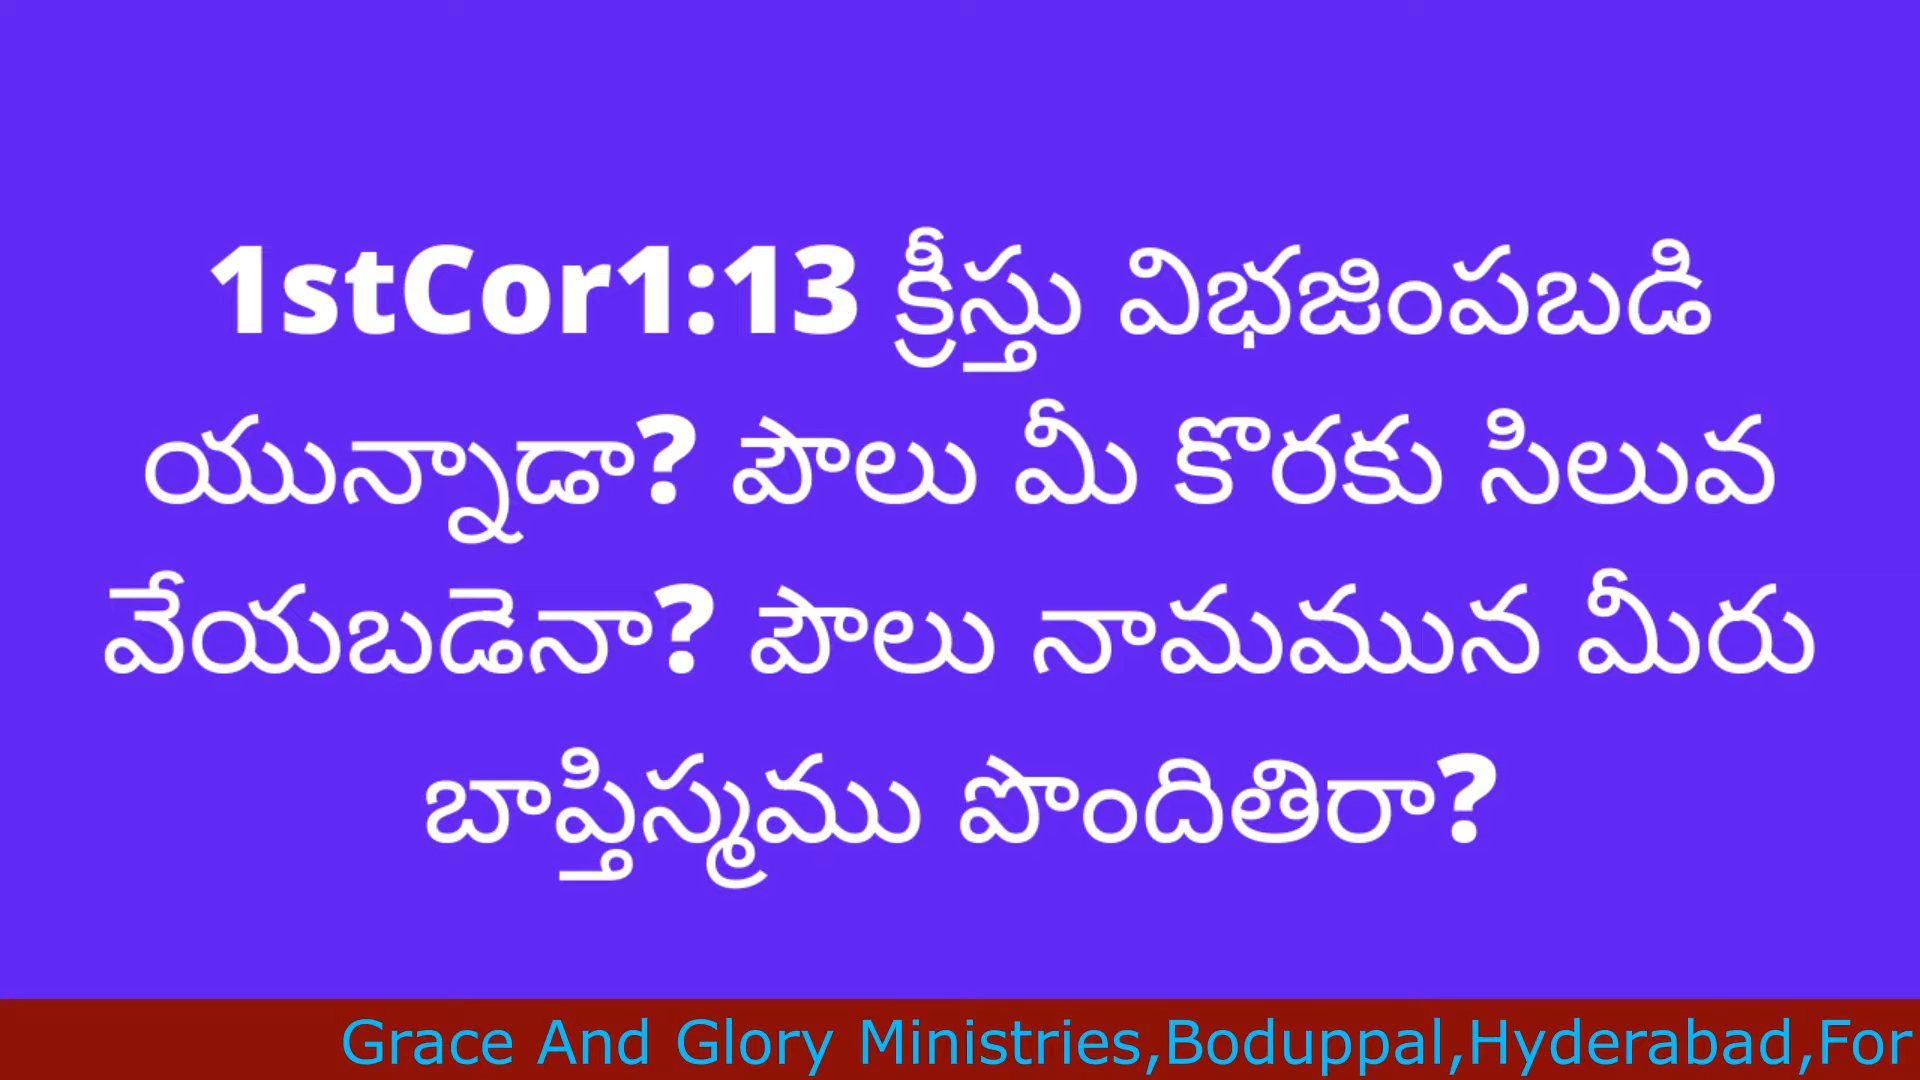 1stCor1:13 క్రీస్తు విభజింపబడి
యున్నాడా? పౌలు మీ కొరకు సిలువ
వేయబడెనా? పౌలు నామమున మీరు
బాప్తిస్మము పొందితిరా?
Grace And Glory Ministries,Boduppal,Hyderabad,For